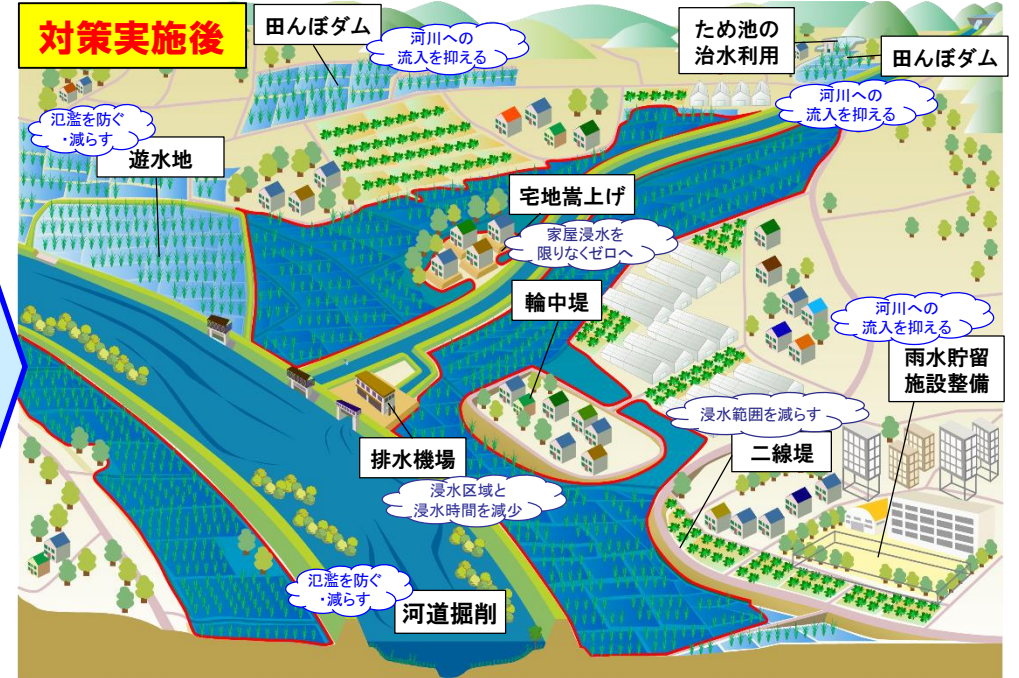 対策実施後
田んぼダム
河川への
流入を抑える
ため池の
治水利用
田んぼダム
河川への
流入を抑える
氾濫を防ぐ
・減らす
遊水地
宅地嵩上げ
家屋浸水を
限りなくゼロへ
輪中堤
河川への
流入を抑える
雨水貯留
施設整備
浸水範囲を減らす
二線堤
排水機場
浸水区域と
浸水時間を減少
氾濫を防ぐ
・減らす
河道掘削